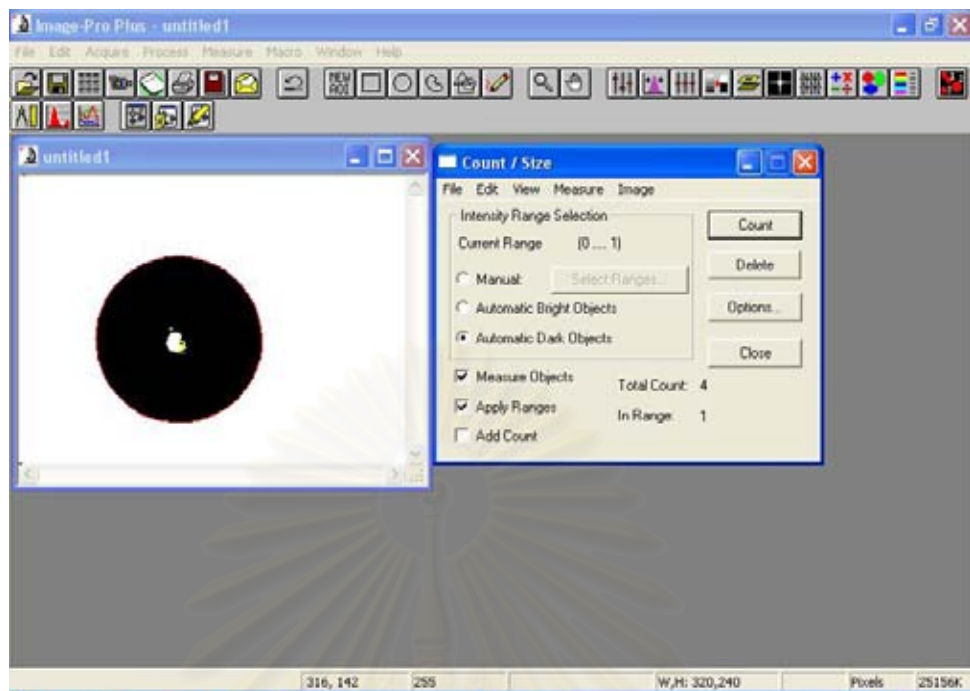 Image-Pro Plus - untitled1
File Edit Acquire Process Measure Macro Window Help
NEW AOI
untitled1
Count / Size
File Edit View Measure Image
Intensity Range Selection
Current Range (0 .... 1)
Manual: Select Ranges...
Automatic Bright Objects
Automatic Dark Objects
Measure Objects
Apply Ranges
Add Count
Total Count: 4
In Range: 1
Count
Delete
Options...
Close
316, 142 255 W,H: 320,240 Pixels 25156K